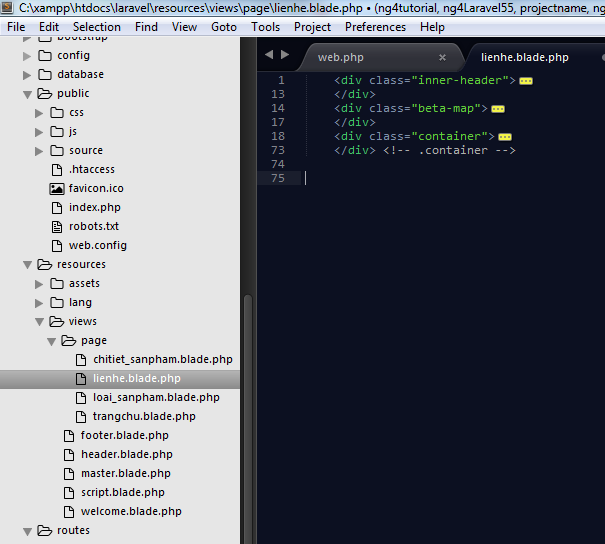 C:\xampp\htdocs\laravel\resources\views\page\lienhe.blade.php • (ng4tutorial, ng4Laravel55, projectname, ng
File Edit Selection Find View Goto Tools Project Preferences Help
bootstrap
config
database
public
css
js
source
.htaccess
favicon.ico
index.php
robots.txt
web.config
resources
assets
lang
views
page
chitiet_sanpham.blade.php
lienhe.blade.php
loai_sanpham.blade.php
trangchu.blade.php
footer.blade.php
header.blade.php
master.blade.php
script.blade.php
welcome.blade.php
routes
web.php × lienhe.blade.php
1 <div class="inner-header">
13 </div>
14 <div class="beta-map">
17 </div>
18 <div class="container">
73 </div> <!-- .container -->
74
75